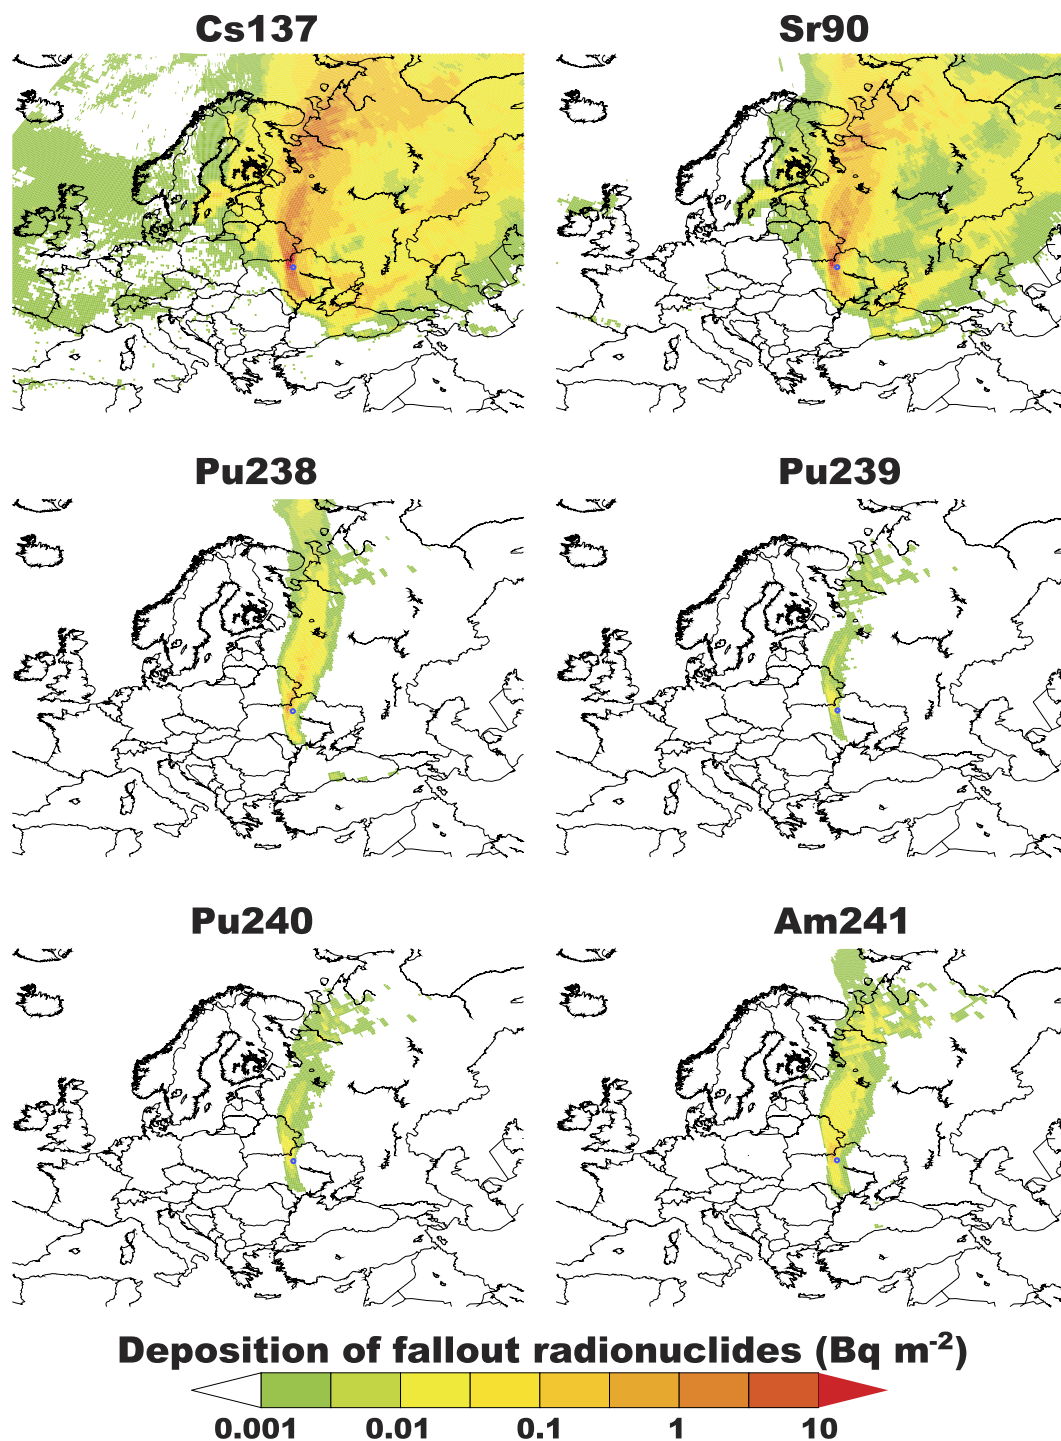 Cs137
Sr90
Pu238
Pu239
Pu240
Am241
Deposition of fallout radionuclides (Bq m⁻²)
0.001
0.01
0.1
1
10